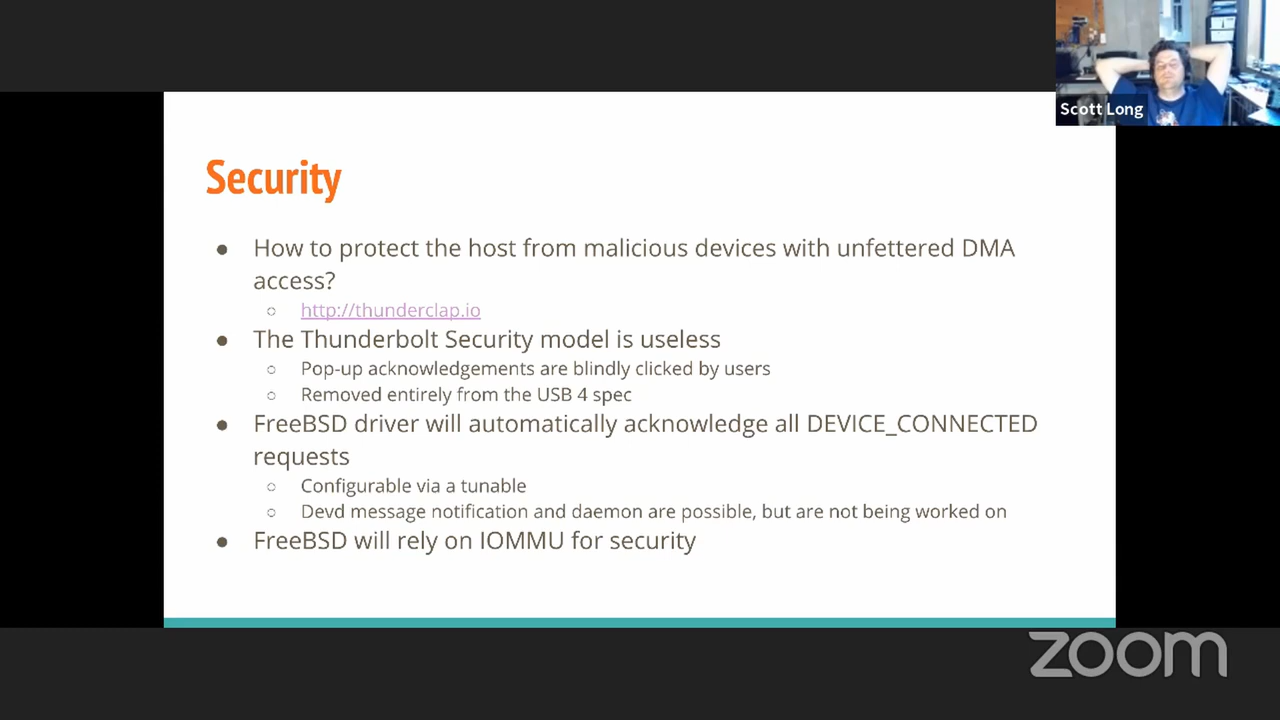 Scott Long
Security
● How to protect the host from malicious devices with unfettered DMA
access?
○ http://thunderclap.io
● The Thunderbolt Security model is useless
○ Pop-up acknowledgements are blindly clicked by users
○ Removed entirely from the USB 4 spec
● FreeBSD driver will automatically acknowledge all DEVICE_CONNECTED
requests
○ Configurable via a tunable
○ Devd message notification and daemon are possible, but are not being worked on
● FreeBSD will rely on IOMMU for security
zoom